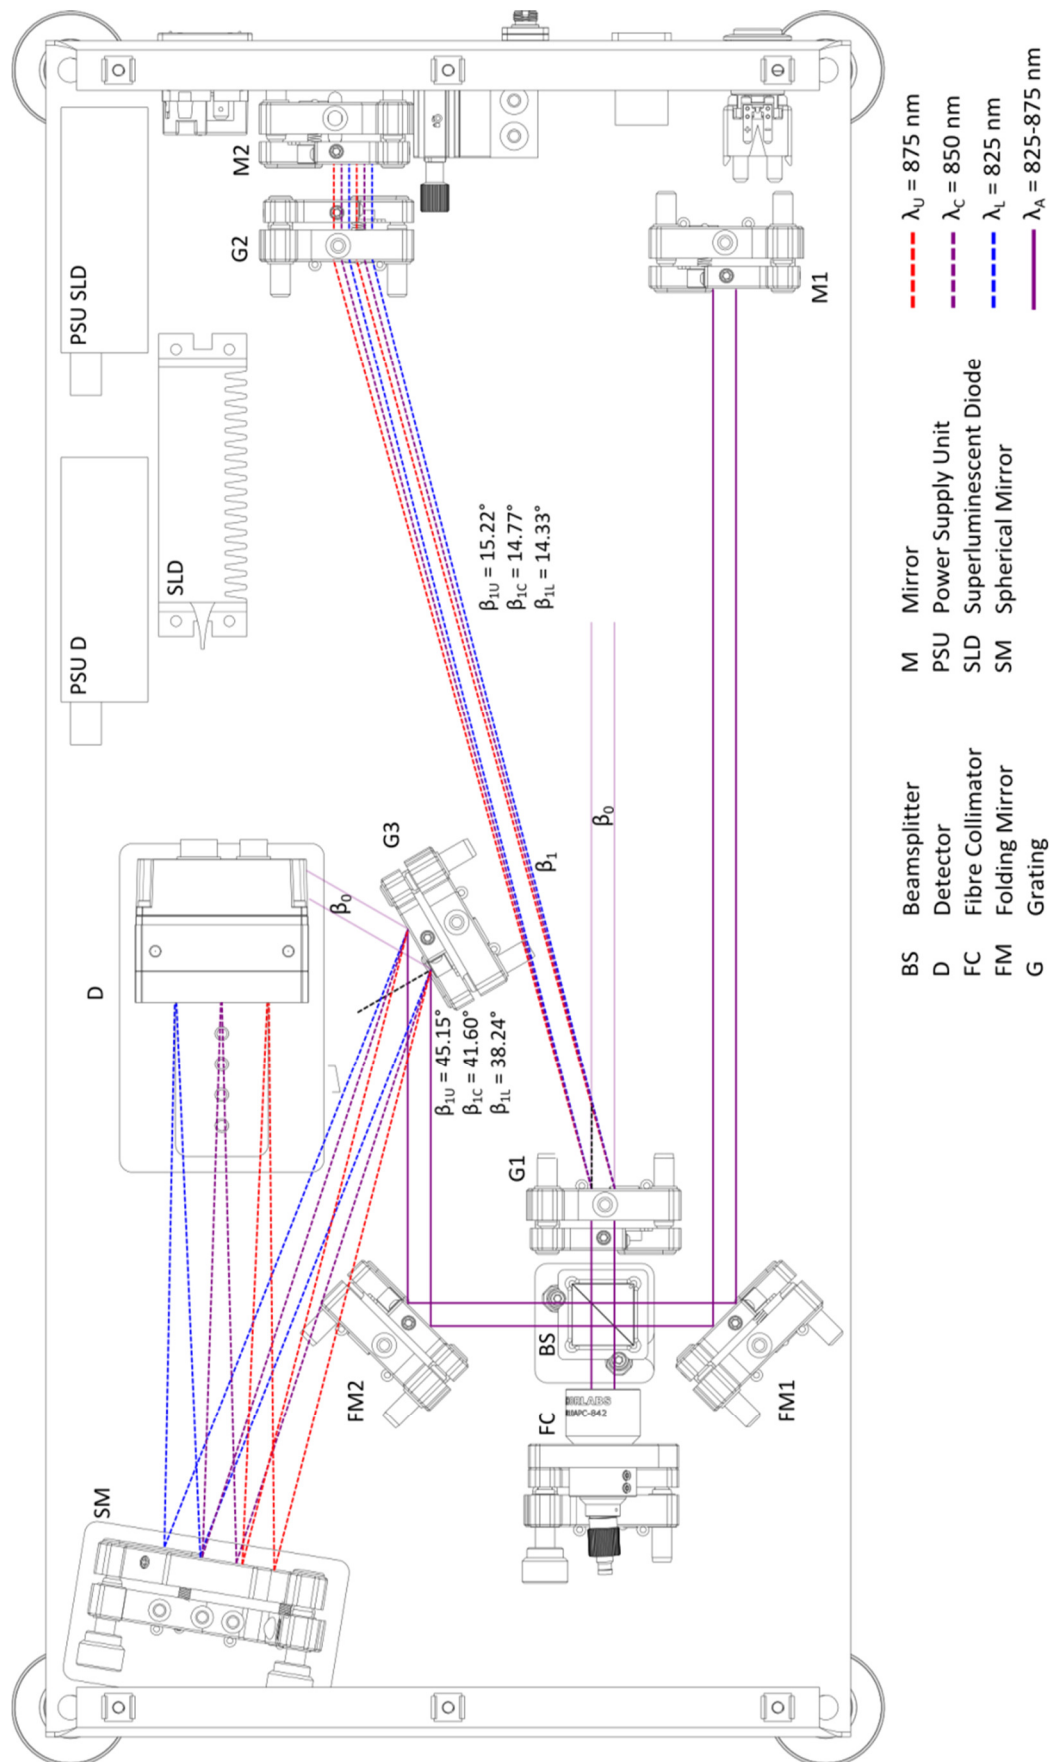 M2
G2
M1
PSU SLD
PSU D
SLD
β₁U = 15.22°
β₁C = 14.77°
β₁L = 14.33°
β₀
β₁
G3
β₀
D
β₁U = 45.15°
β₁C = 41.60°
β₁L = 38.24°
G1
BS
FM2
FM1
FC
APC-842
SM
BS Beamsplitter
D Detector
FC Fibre Collimator
FM Folding Mirror
G Grating
M Mirror
PSU Power Supply Unit
SLD Superluminescent Diode
SM Spherical Mirror
λU = 875 nm
λC = 850 nm
λL = 825 nm
λA = 825-875 nm